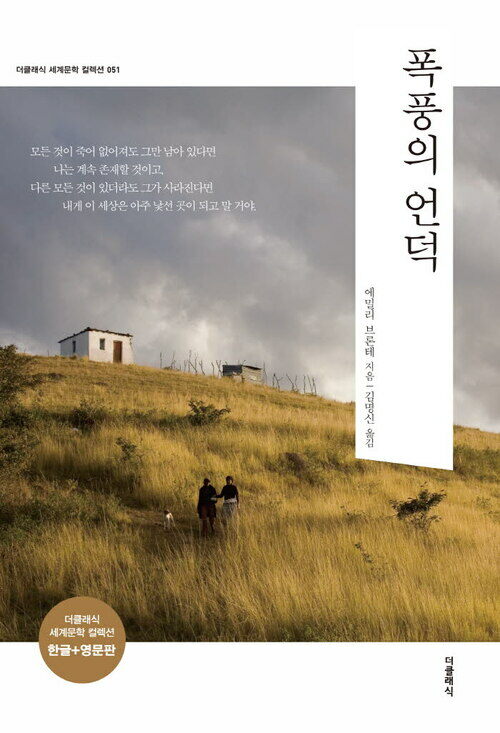 더클래식 세계문학 컬렉션 051
폭풍의 언덕
모든 것이 죽어 없어져도 그만 남아 있다면
나는 계속 존재할 것이고,
다른 모든 것이 있더라도 그가 사라진다면
내게 이 세상은 아주 낯선 곳이 되고 말 거야.
에밀리 브론테 지음 | 김명신 옮김
더클래식
세계문학 컬렉션
한글+영문판
더클래식